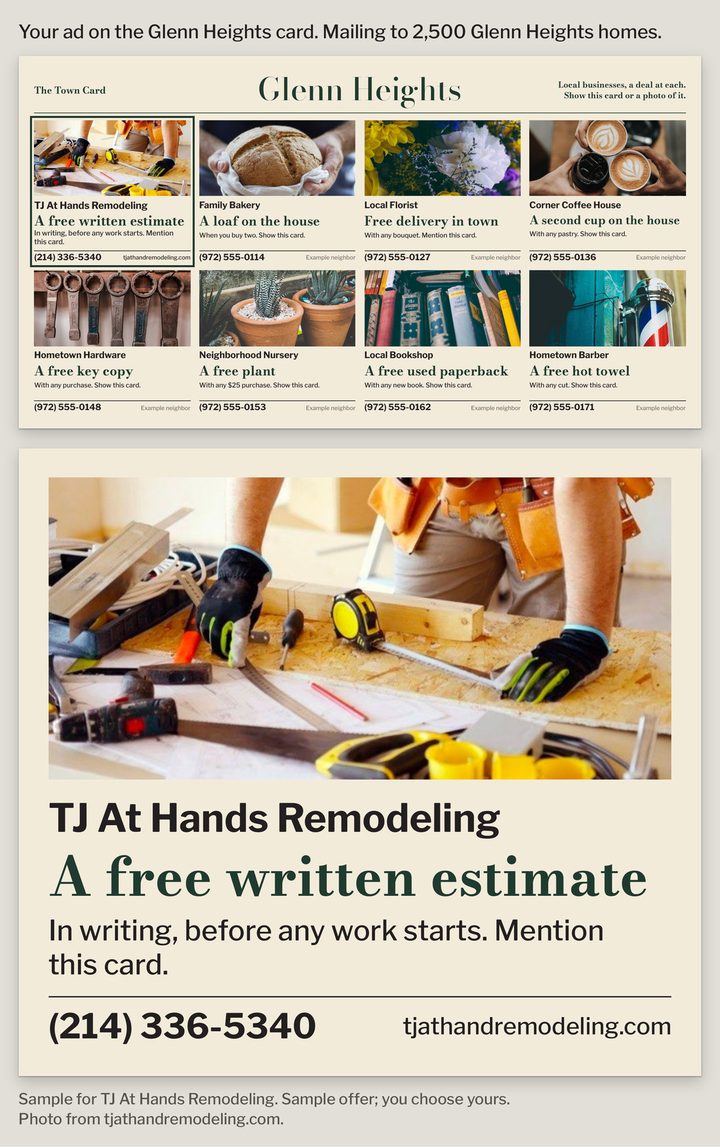 Your ad on the Glenn Heights card. Mailing to 2,500 Glenn Heights homes.
The Town Card
Glenn Heights
Local businesses, a deal at each.
Show this card or a photo of it.
TJ At Hands Remodeling
A free written estimate
In writing, before any work starts. Mention
this card.
(214) 336-5340
tjathandremodeling.com
Family Bakery
A loaf on the house
When you buy two. Show this card.
(972) 555-0114
Example neighbor
Local Florist
Free delivery in town
With any bouquet. Mention this card.
(972) 555-0127
Example neighbor
Corner Coffee House
A second cup on the house
With any pastry. Show this card.
(972) 555-0136
Example neighbor
Hometown Hardware
A free key copy
With any purchase. Show this card.
(972) 555-0148
Example neighbor
Neighborhood Nursery
A free plant
With any $25 purchase. Show this card.
(972) 555-0153
Example neighbor
Local Bookshop
A free used paperback
With any new book. Show this card.
(972) 555-0162
Example neighbor
Hometown Barber
A free hot towel
With any cut. Show this card.
(972) 555-0171
Example neighbor
TJ At Hands Remodeling
A free written estimate
In writing, before any work starts. Mention
this card.
(214) 336-5340
tjathandremodeling.com
Sample for TJ At Hands Remodeling. Sample offer; you choose yours.
Photo from tjathandremodeling.com.